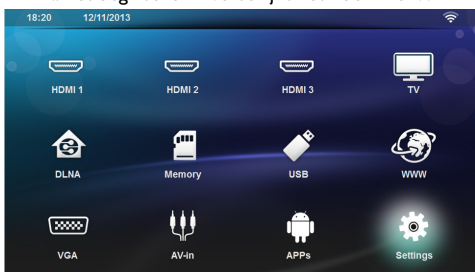 18:20 12/11/2013
HDMI 1 HDMI 2 HDMI 3 TV
DLNA Memory USB WWW
VGA AV-in APPs Settings